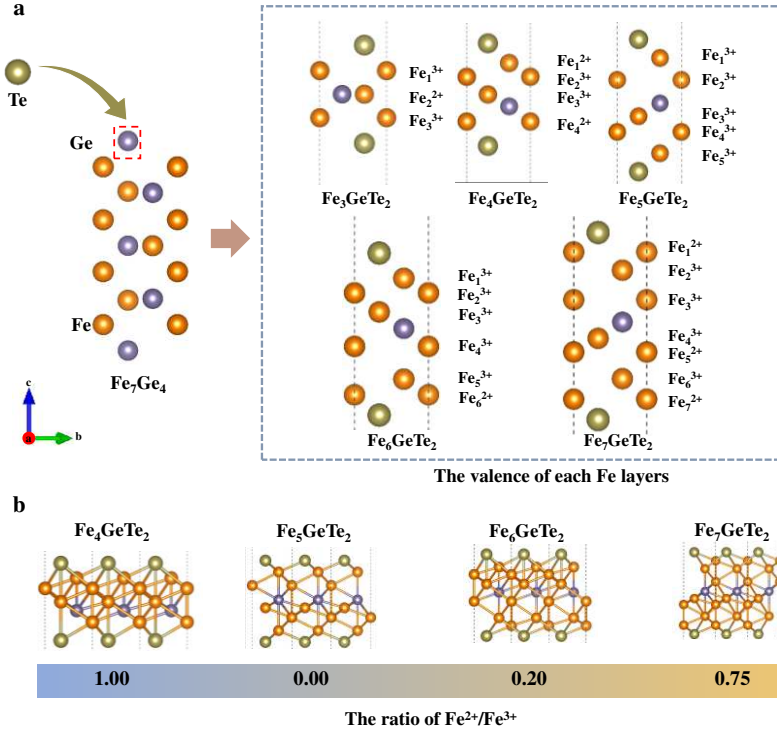 a
Te
Ge
Fe
Fe₇Ge₄
c
a
b
Fe₁³⁺
Fe₂²⁺
Fe₃³⁺
Fe₃GeTe₂
Fe₁²⁺
Fe₂³⁺
Fe₃³⁺
Fe₄²⁺
Fe₄GeTe₂
Fe₁³⁺
Fe₂³⁺
Fe₃³⁺
Fe₄³⁺
Fe₅³⁺
Fe₅GeTe₂
Fe₁³⁺
Fe₂³⁺
Fe₃³⁺
Fe₄³⁺
Fe₅³⁺
Fe₆²⁺
Fe₆GeTe₂
Fe₁²⁺
Fe₂³⁺
Fe₃³⁺
Fe₄³⁺
Fe₅²⁺
Fe₆³⁺
Fe₇²⁺
Fe₇GeTe₂
The valence of each Fe layers
b
Fe₄GeTe₂ Fe₅GeTe₂ Fe₆GeTe₂ Fe₇GeTe₂
1.00 0.00 0.20 0.75
The ratio of Fe²⁺/Fe³⁺